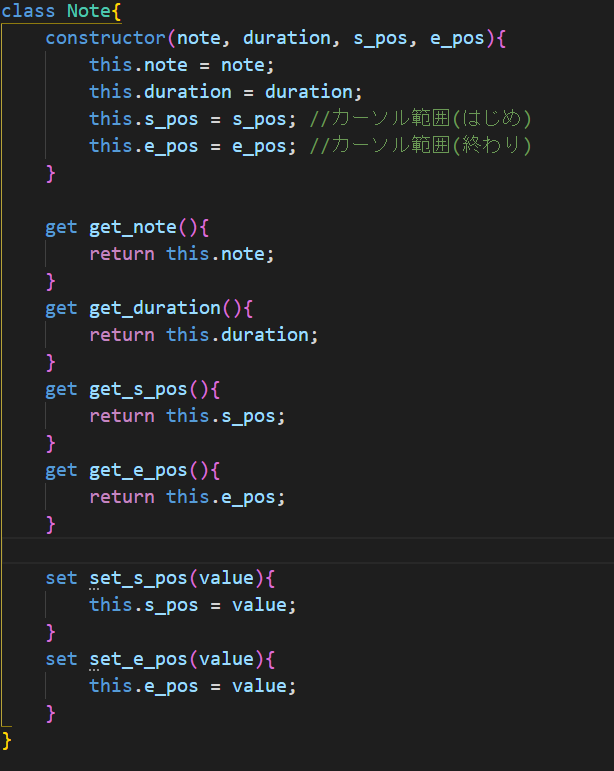 class Note{
    constructor(note, duration, s_pos, e_pos){
        this.note = note;
        this.duration = duration;
        this.s_pos = s_pos; //カーソル範囲(はじめ)
        this.e_pos = e_pos; //カーソル範囲(終わり)
    }

    get get_note(){
        return this.note;
    }
    get get_duration(){
        return this.duration;
    }
    get get_s_pos(){
        return this.s_pos;
    }
    get get_e_pos(){
        return this.e_pos;
    }

    set set_s_pos(value){
        this.s_pos = value;
    }
    set set_e_pos(value){
        this.e_pos = value;
    }
}